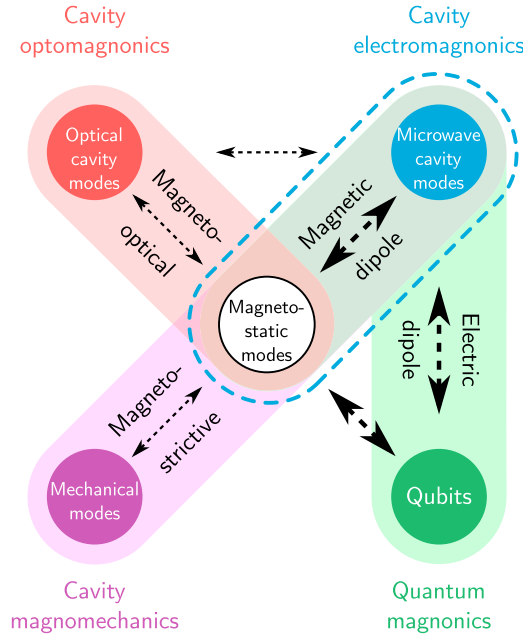 Cavity
optomagnonics
Cavity
electromagnonics
Optical
cavity
modes
Microwave
cavity
modes
Magneto-
optical
Magnetic
dipole
Magneto-
static
modes
Electric
dipole
Magneto-
strictive
Mechanical
modes
Qubits
Cavity
magnomechanics
Quantum
magnonics